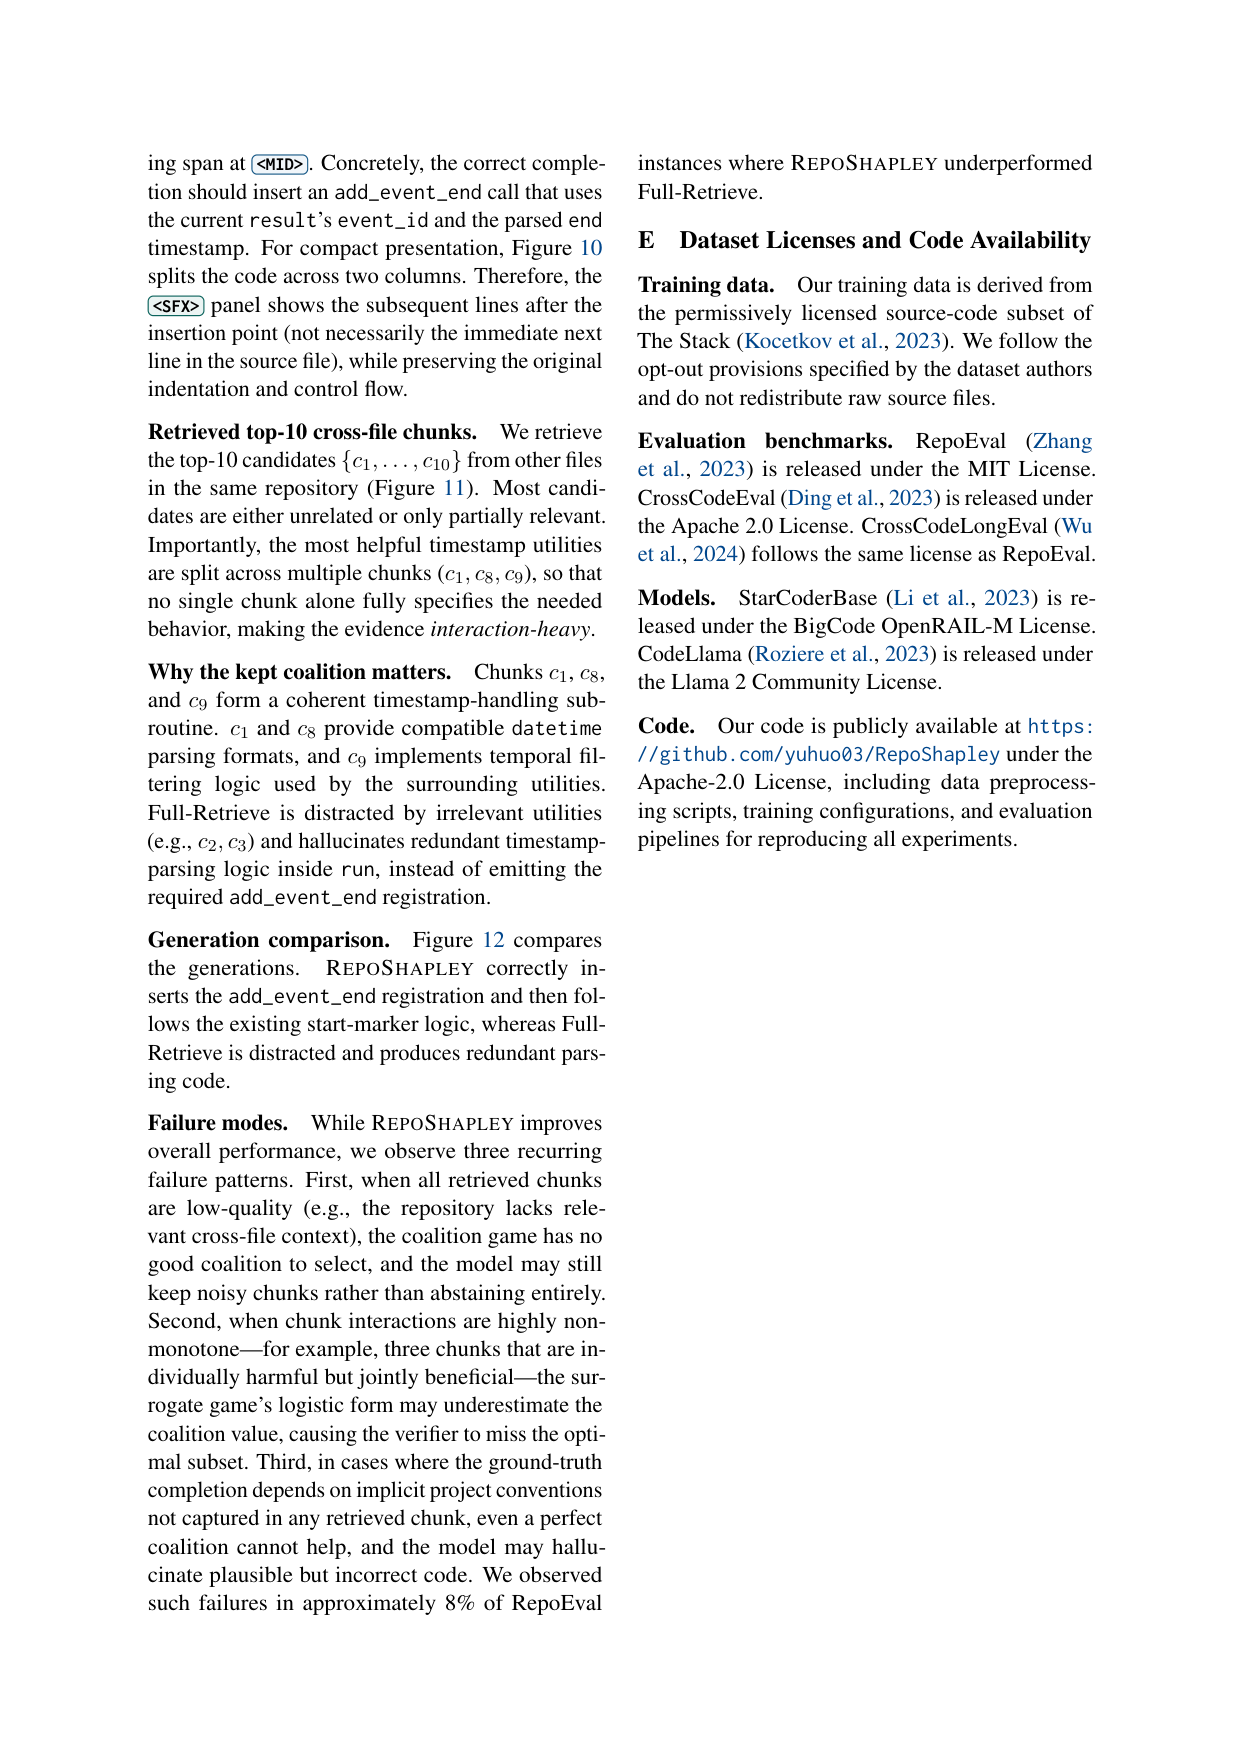 ing span at <MID>. Concretely, the correct comple-
tion should insert an add_event_end call that uses
the current result's event_id and the parsed end
timestamp. For compact presentation, Figure 10
splits the code across two columns. Therefore, the
<SFX> panel shows the subsequent lines after the
insertion point (not necessarily the immediate next
line in the source file), while preserving the original
indentation and control flow.
Retrieved top-10 cross-file chunks. We retrieve
the top-10 candidates {c1, . . . , c10} from other files
in the same repository (Figure 11). Most candi-
dates are either unrelated or only partially relevant.
Importantly, the most helpful timestamp utilities
are split across multiple chunks (c1, c8, c9), so that
no single chunk alone fully specifies the needed
behavior, making the evidence interaction-heavy.
Why the kept coalition matters. Chunks c1, c8,
and c9 form a coherent timestamp-handling sub-
routine. c1 and c8 provide compatible datetime
parsing formats, and c9 implements temporal fil-
tering logic used by the surrounding utilities.
Full-Retrieve is distracted by irrelevant utilities
(e.g., c2, c3) and hallucinates redundant timestamp-
parsing logic inside run, instead of emitting the
required add_event_end registration.
Generation comparison. Figure 12 compares
the generations. REPOSHAPLEY correctly in-
serts the add_event_end registration and then fol-
lows the existing start-marker logic, whereas Full-
Retrieve is distracted and produces redundant pars-
ing code.
Failure modes. While REPOSHAPLEY improves
overall performance, we observe three recurring
failure patterns. First, when all retrieved chunks
are low-quality (e.g., the repository lacks rele-
vant cross-file context), the coalition game has no
good coalition to select, and the model may still
keep noisy chunks rather than abstaining entirely.
Second, when chunk interactions are highly non-
monotone—for example, three chunks that are in-
dividually harmful but jointly beneficial—the sur-
rogate game's logistic form may underestimate the
coalition value, causing the verifier to miss the opti-
mal subset. Third, in cases where the ground-truth
completion depends on implicit project conventions
not captured in any retrieved chunk, even a perfect
coalition cannot help, and the model may hallu-
cinate plausible but incorrect code. We observed
such failures in approximately 8% of RepoEval
instances where REPOSHAPLEY underperformed
Full-Retrieve.
E Dataset Licenses and Code Availability
Training data. Our training data is derived from
the permissively licensed source-code subset of
The Stack (Kocetkov et al., 2023). We follow the
opt-out provisions specified by the dataset authors
and do not redistribute raw source files.
Evaluation benchmarks. RepoEval (Zhang
et al., 2023) is released under the MIT License.
CrossCodeEval (Ding et al., 2023) is released under
the Apache 2.0 License. CrossCodeLongEval (Wu
et al., 2024) follows the same license as RepoEval.
Models. StarCoderBase (Li et al., 2023) is re-
leased under the BigCode OpenRAIL-M License.
CodeLlama (Roziere et al., 2023) is released under
the Llama 2 Community License.
Code. Our code is publicly available at https:
//github.com/yuhuo03/RepoShapley under the
Apache-2.0 License, including data preprocess-
ing scripts, training configurations, and evaluation
pipelines for reproducing all experiments.